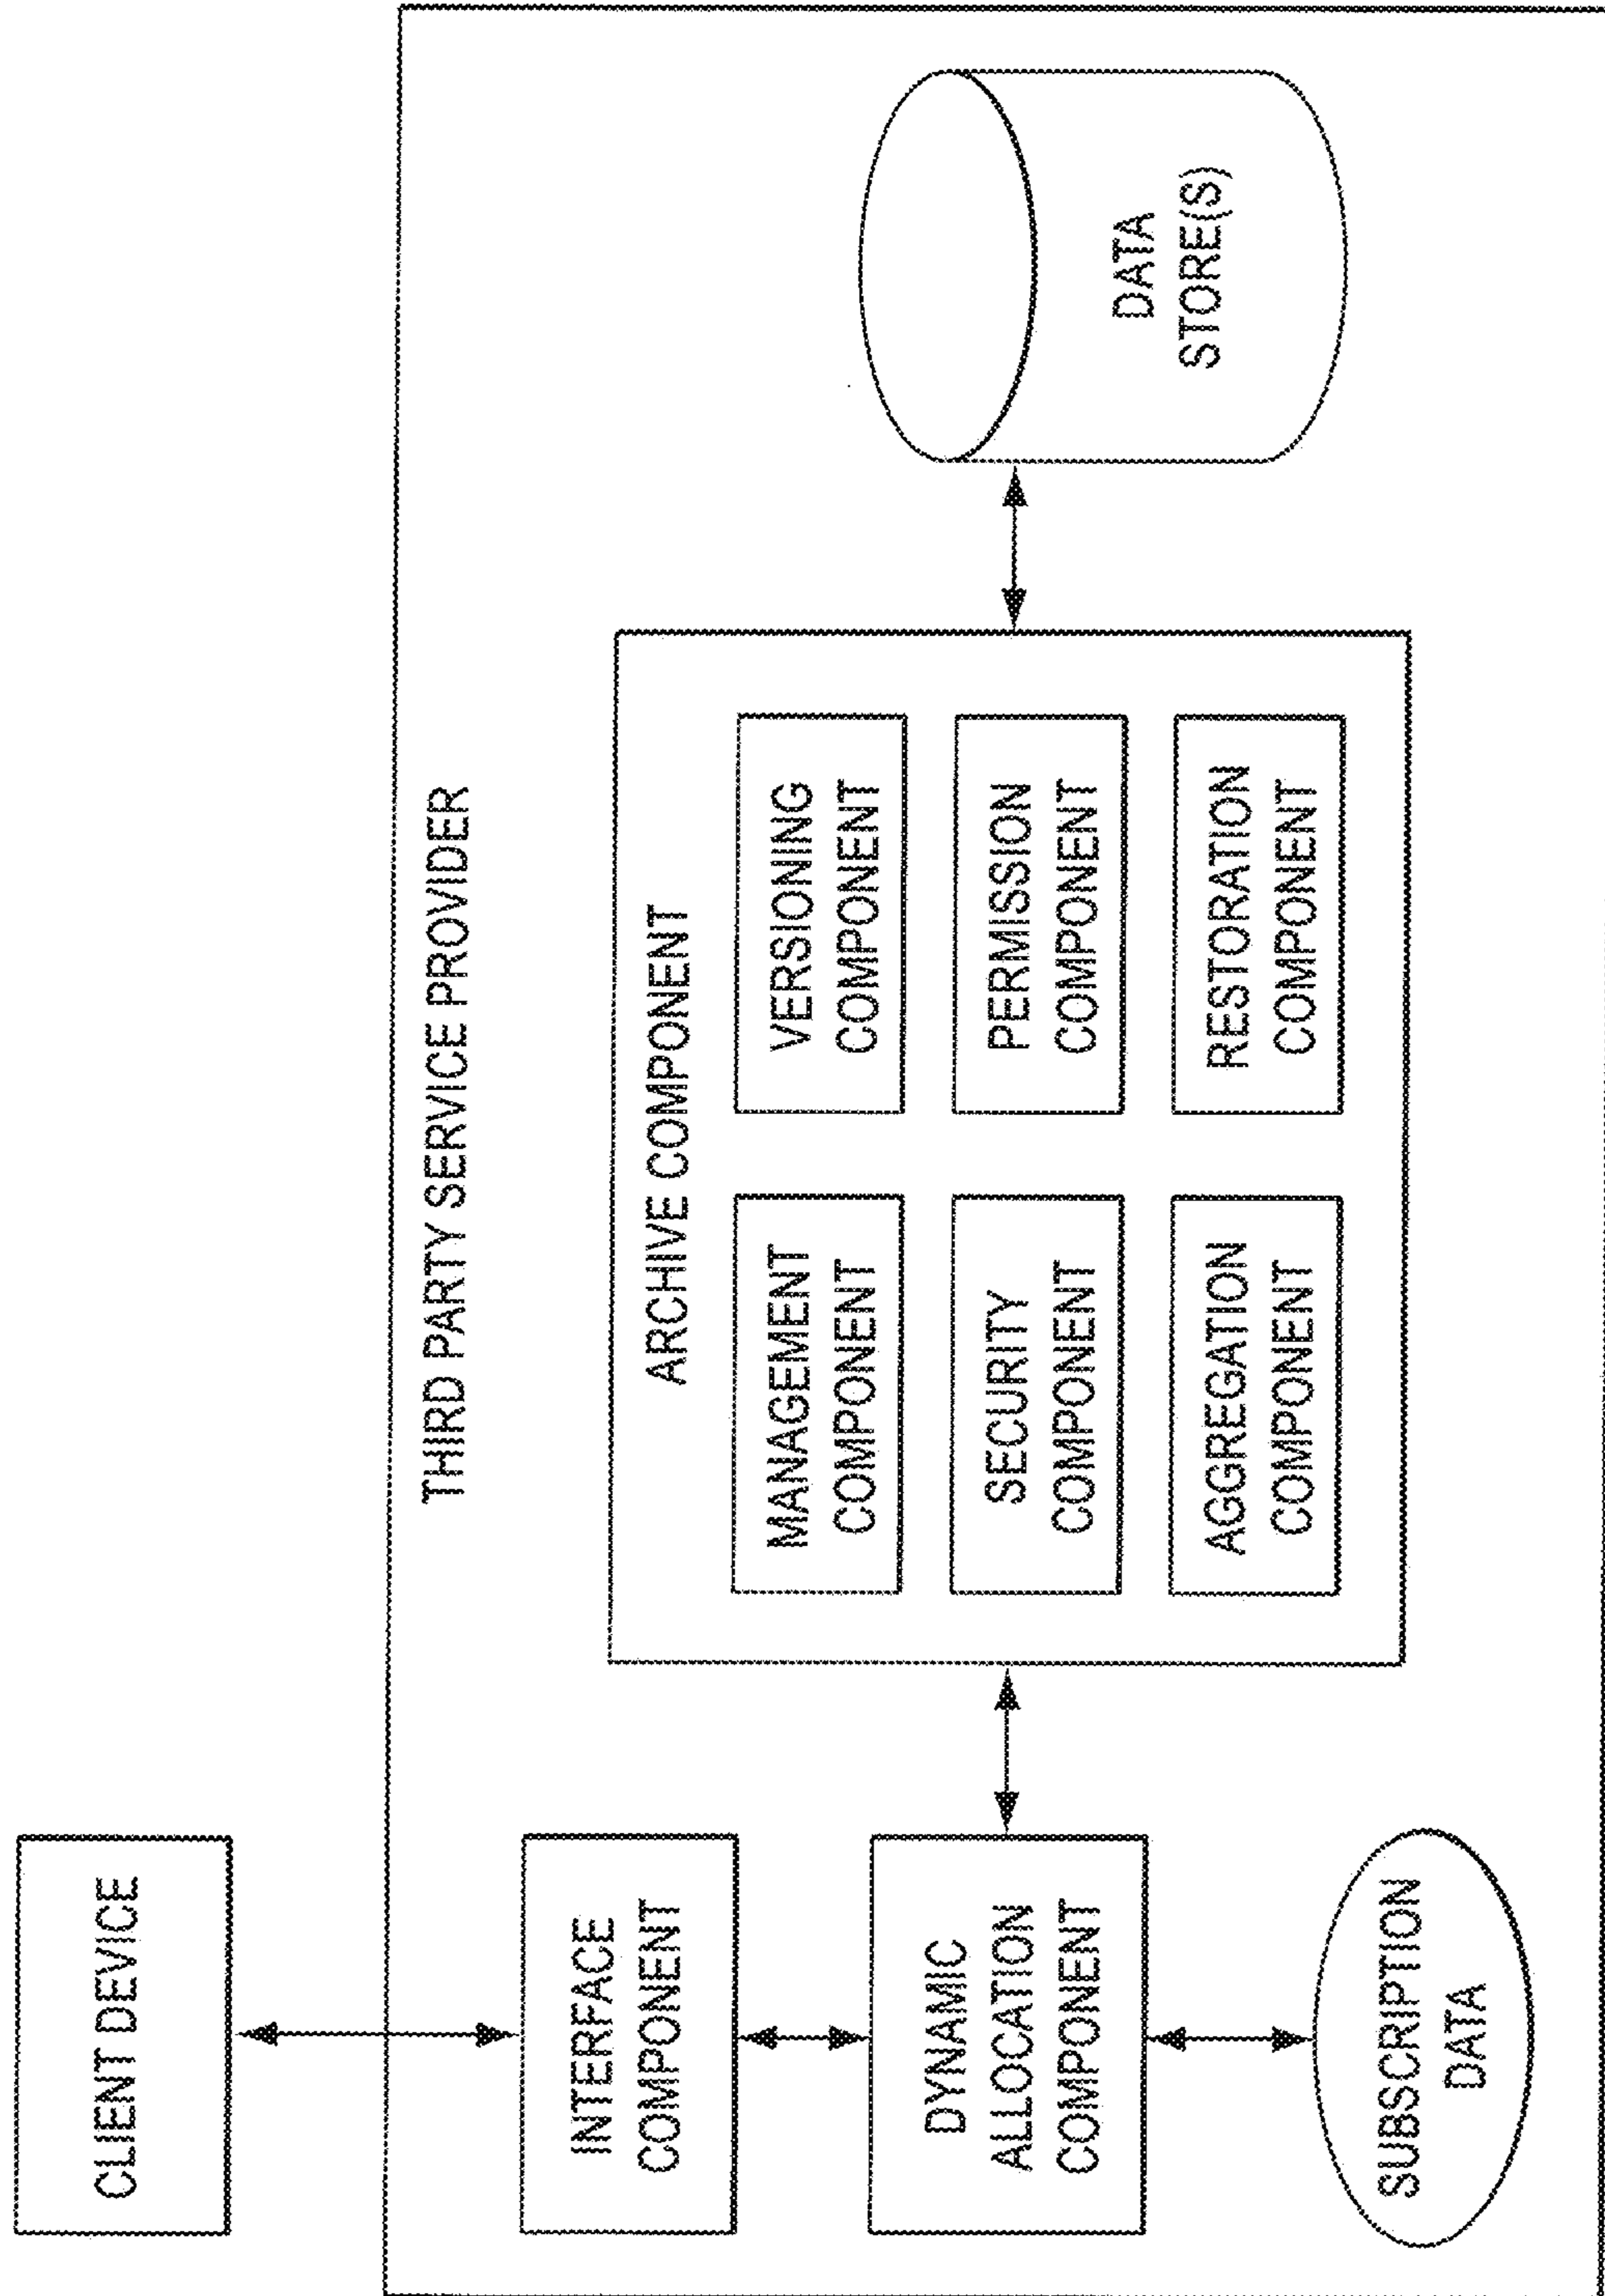 CLIENT DEVICE
THIRD PARTY SERVICE PROVIDER
INTERFACE
COMPONENT
DYNAMIC
ALLOCATION
COMPONENT
SUBSCRIPTION
DATA
ARCHIVE COMPONENT
MANAGEMENT
COMPONENT
VERSIONING
COMPONENT
SECURITY
COMPONENT
PERMISSION
COMPONENT
AGGREGATION
COMPONENT
RESTORATION
COMPONENT
DATA
STORE(S)